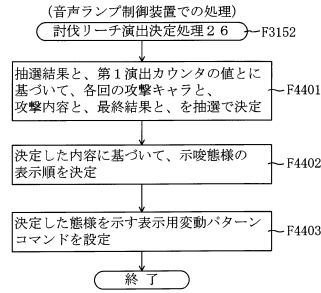 (音声ランプ制御装置での処理)
討伐リーチ演出決定処理26
F3152
抽選結果と、第1演出カウンタの値とに
基づいて、各回の攻撃キャラと、
攻撃内容と、最終結果と、を抽選で決定
F4401
決定した内容に基づいて、示唆態様の
表示順を決定
F4402
決定した態様を示す表示用変動パターン
コマンドを設定
F4403
終了